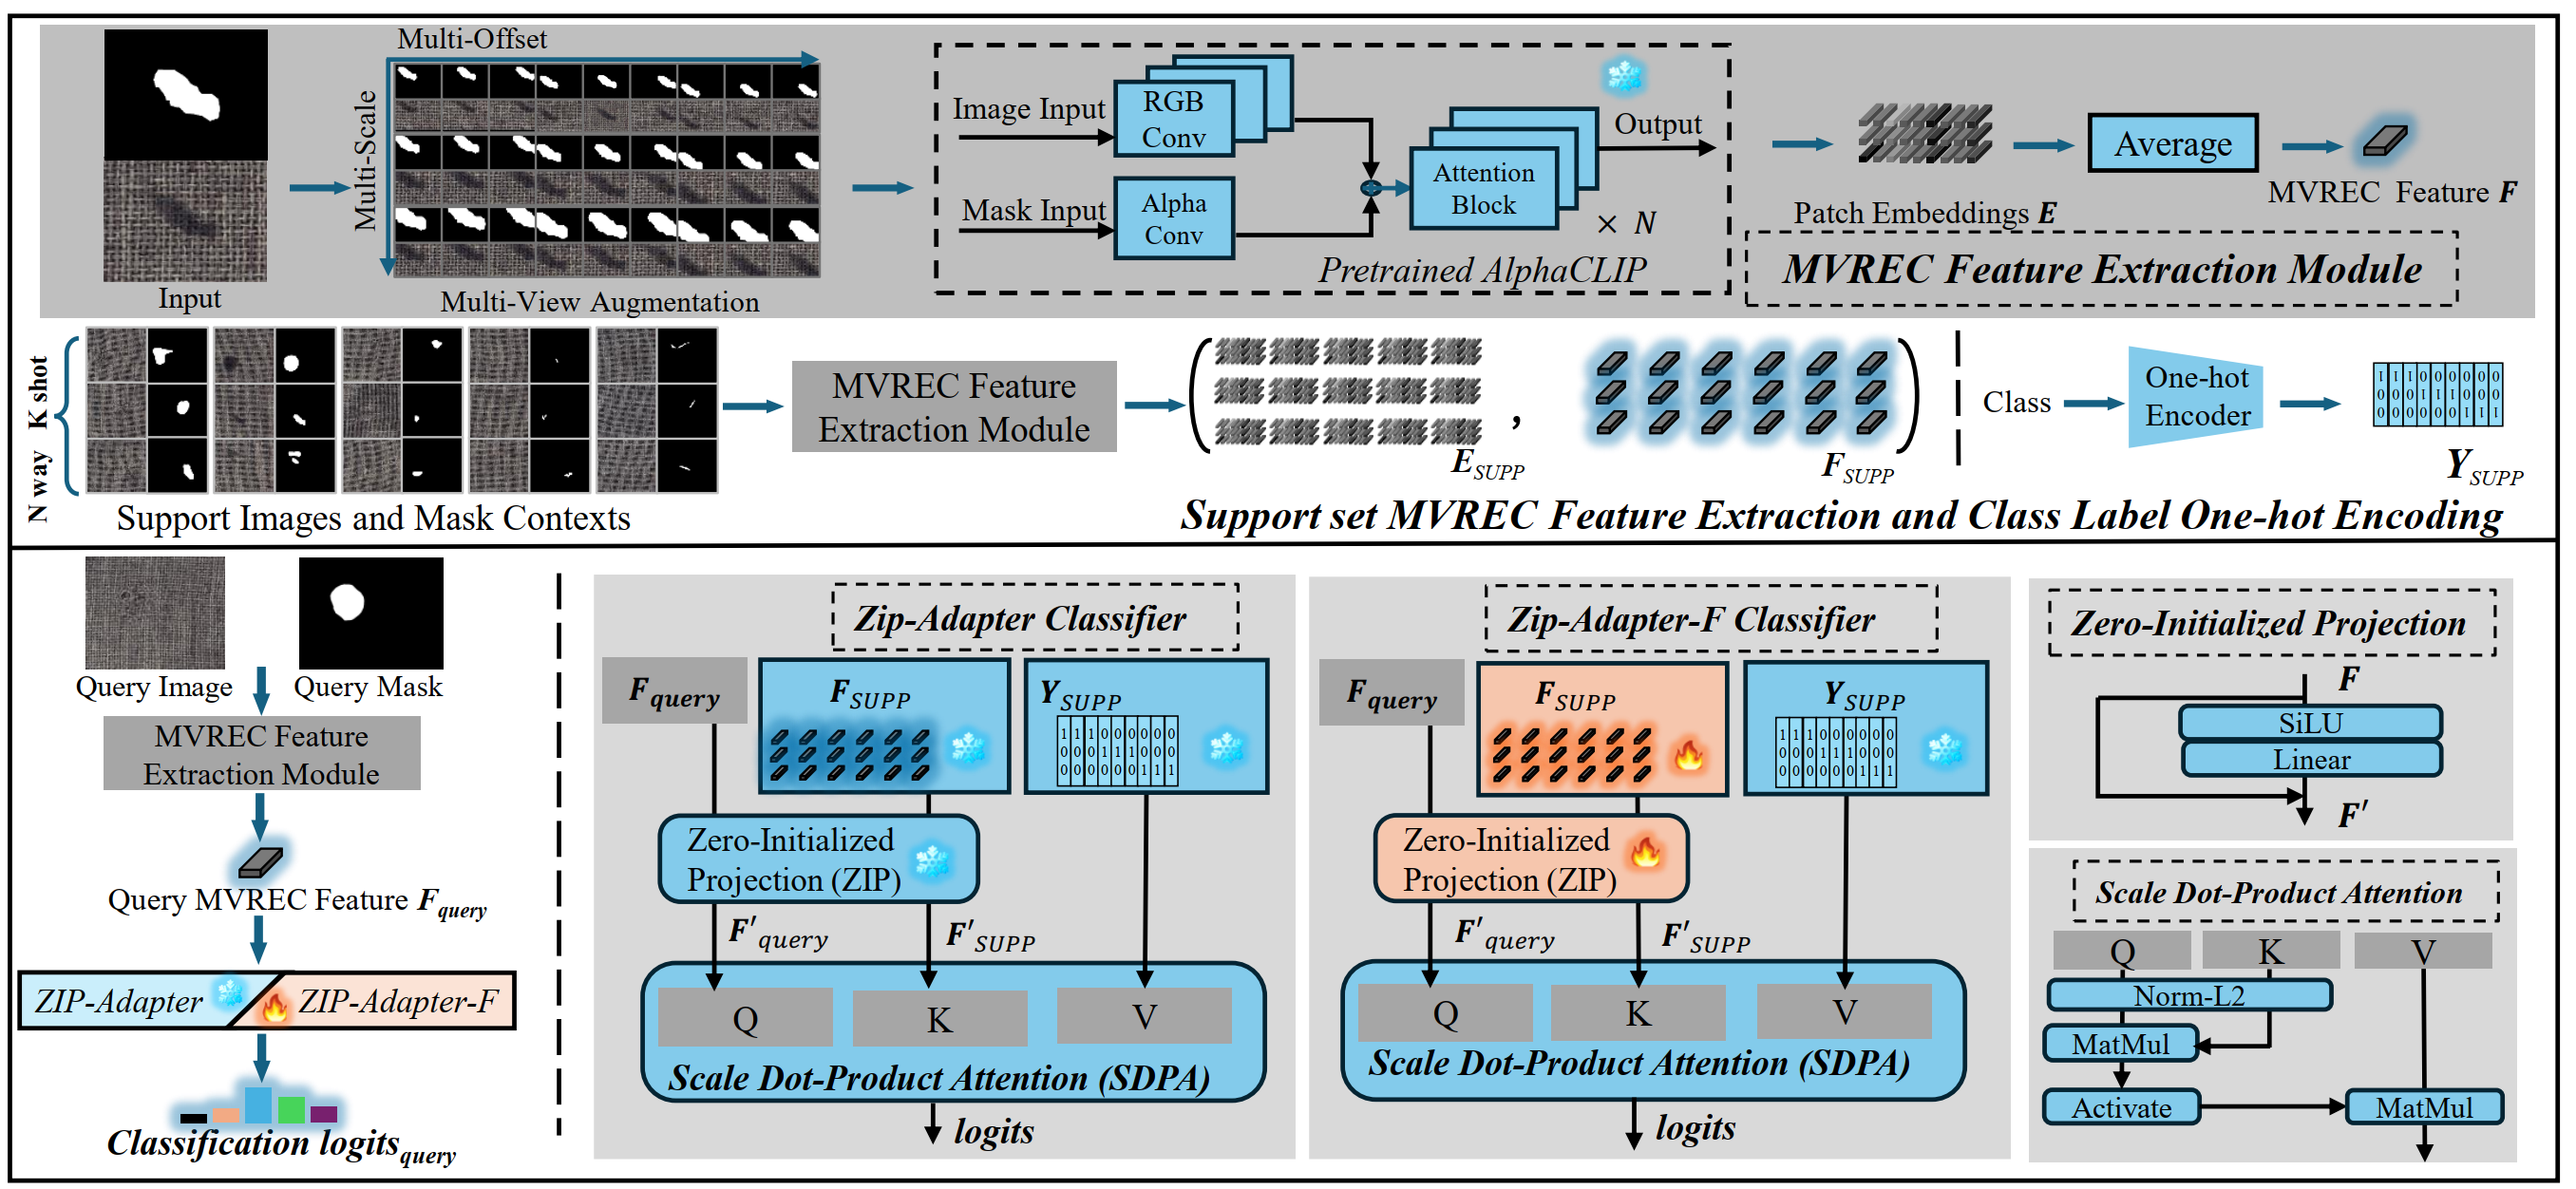 Multi-Offset
Multi-Scale
Input
Multi-View Augmentation
Image Input
RGB
Conv
Mask Input
Alpha
Conv
Attention
Block
× N
Output
Pretrained AlphaCLIP
Patch Embeddings E
Average
MVREC Feature F
MVREC Feature Extraction Module
N way K shot
Support Images and Mask Contexts
MVREC Feature
Extraction Module
,
E SUPP
F SUPP
Class
One-hot
Encoder
1 1 1 0 0 0 0 0 0
0 0 0 1 1 1 0 0 0
0 0 0 0 0 0 1 1 1
Y SUPP
Support set MVREC Feature Extraction and Class Label One-hot Encoding
Query Image
Query Mask
MVREC Feature
Extraction Module
Query MVREC Feature F query
ZIP-Adapter
ZIP-Adapter-F
Classification logits query
Zip-Adapter Classifier
F query
F SUPP
Y SUPP
1 1 1 0 0 0 0 0 0
0 0 0 1 1 1 0 0 0
0 0 0 0 0 0 1 1 1
Zero-Initialized
Projection (ZIP)
F′ query
F′ SUPP
Q
K
V
Scale Dot-Product Attention (SDPA)
logits
Zip-Adapter-F Classifier
F query
F SUPP
Y SUPP
1 1 1 0 0 0 0 0 0
0 0 0 1 1 1 0 0 0
0 0 0 0 0 0 1 1 1
Zero-Initialized
Projection (ZIP)
F′ query
F′ SUPP
Q
K
V
Scale Dot-Product Attention (SDPA)
logits
Zero-Initialized Projection
F
SiLU
Linear
F′
Scale Dot-Product Attention
Q
K
V
Norm-L2
MatMul
Activate
MatMul